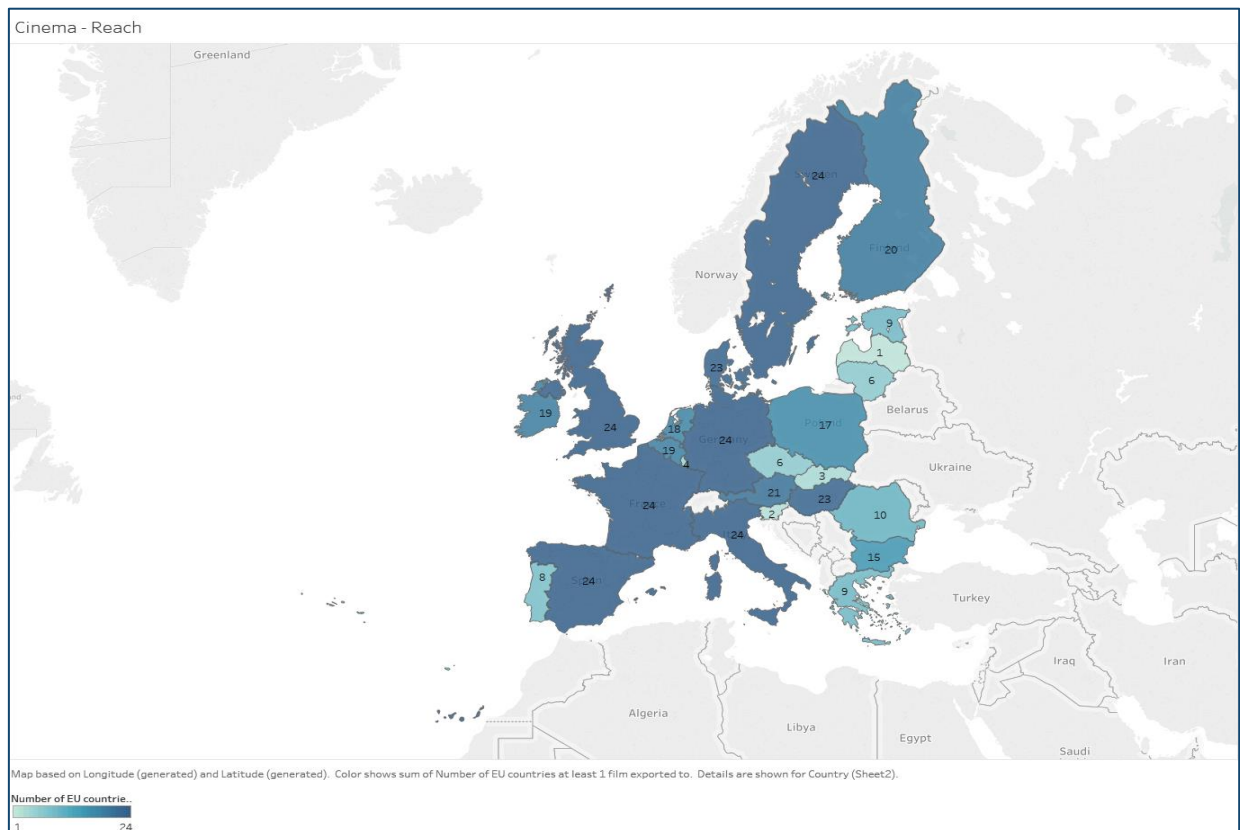 Cinema - Reach
Greenland
24
20
Norway
9
1
6
23
Belarus
19
24
18
17
24
19
4
6
3
Ukraine
21
23
2
10
24
24
15
8
24
9
Turkey
Iraq
Iran
Algeria
Libya
Egypt
Saudi
Map based on Longitude (generated) and Latitude (generated). Color shows sum of Number of EU countries at least 1 film exported to. Details are shown for Country (Sheet2).
Number of EU countrie..
1 24